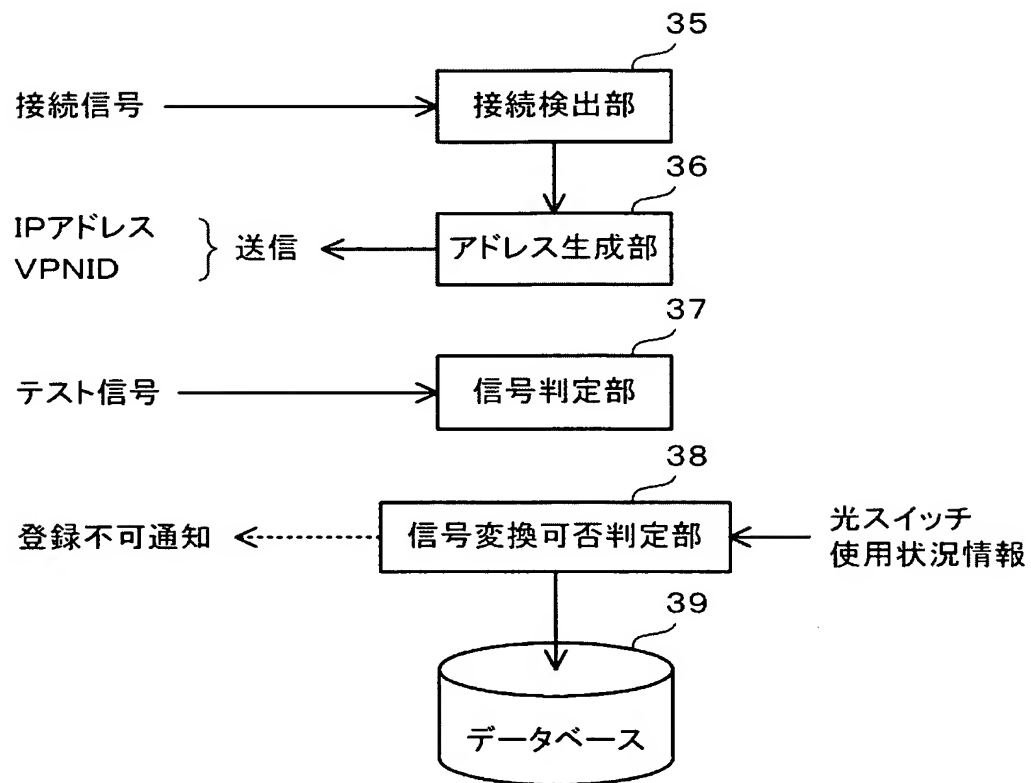 35
接続信号
接続検出部
36
IPアドレス
VPNID
送信
アドレス生成部
37
テスト信号
信号判定部
38
登録不可通知
信号変換可否判定部
光スイッチ
使用状況情報
39
データベース